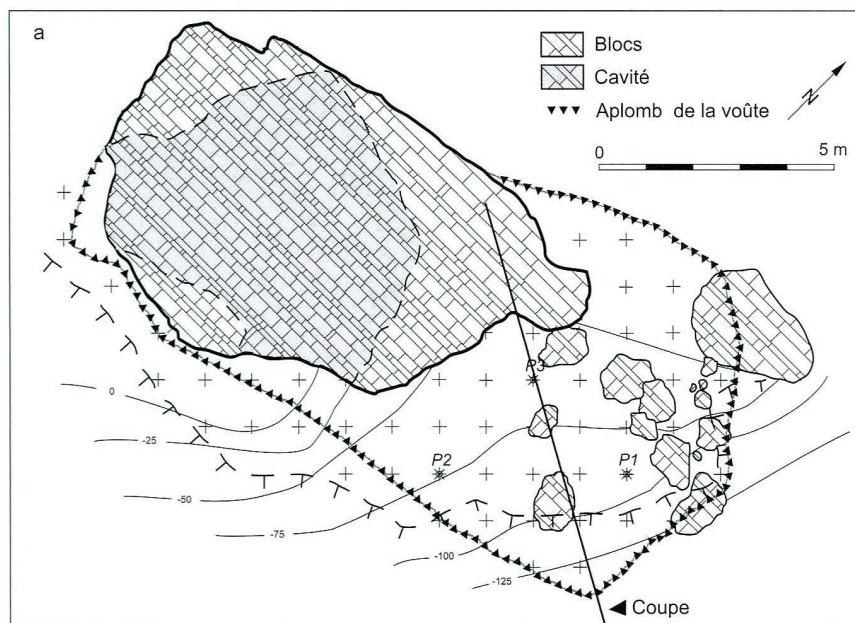 a
Blocs
Cavité
Aplomb de la voûte
N
0 5 m
P3
0
-25
P2
P1
-50
-75
-100
-125
Coupe